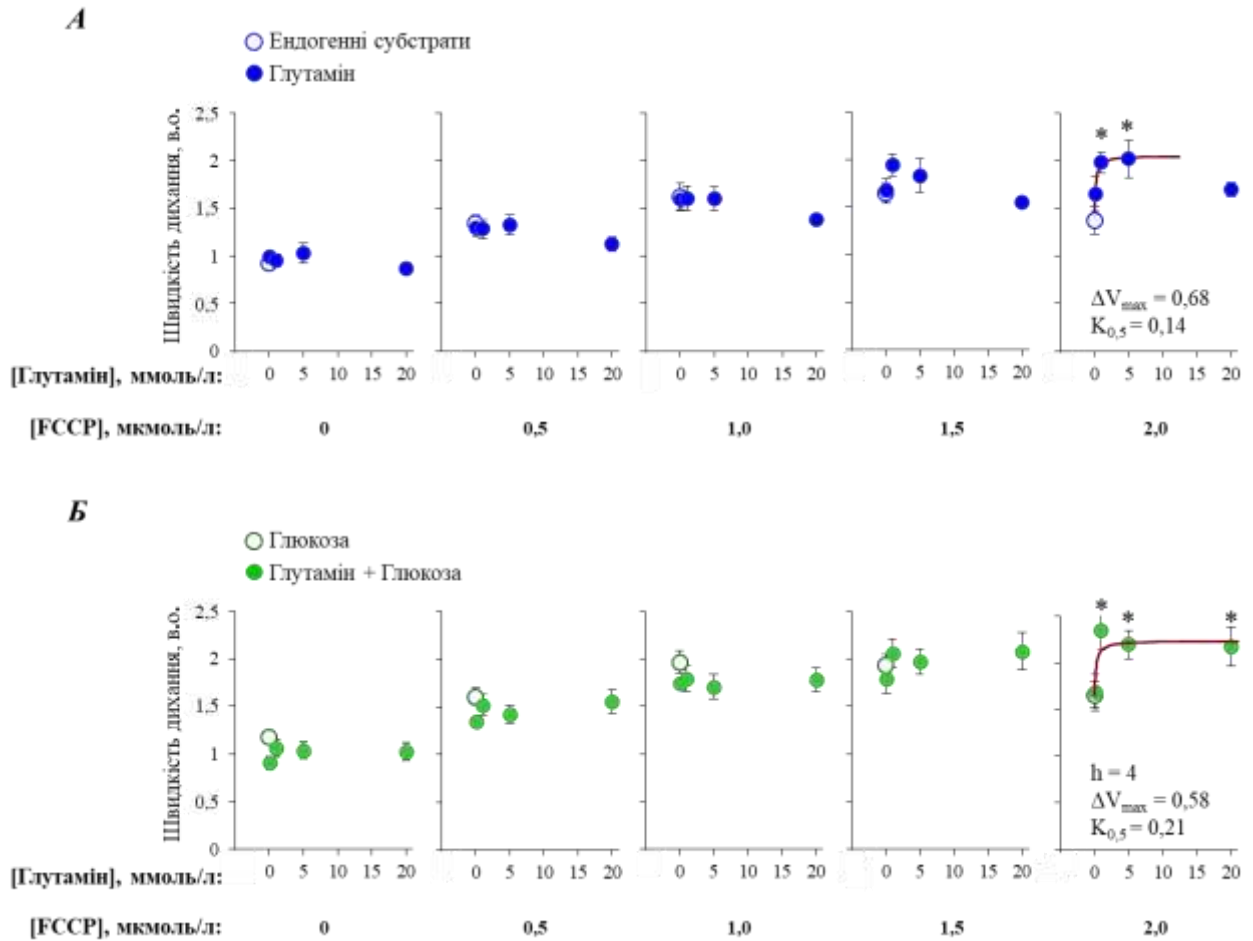 А
Ендогенні субстрати
Глутамін
Швидкість дихання, в.о.
2,5
2
1,5
1
0,5
0
* *
ΔVmax = 0,68
K0,5 = 0,14
[Глутамін], ммоль/л: 0 5 10 15 20 0 5 10 15 20 0 5 10 15 20 0 5 10 15 20 0 5 10 15 20
[FCCP], мкмоль/л: 0 0,5 1,0 1,5 2,0
Б
Глюкоза
Глутамін + Глюкоза
Швидкість дихання, в.о.
2,5
2
1,5
1
0,5
0
* * *
h = 4
ΔVmax = 0,58
K0,5 = 0,21
[Глутамін], ммоль/л: 0 5 10 15 20 0 5 10 15 20 0 5 10 15 20 0 5 10 15 20 0 5 10 15 20
[FCCP], мкмоль/л: 0 0,5 1,0 1,5 2,0